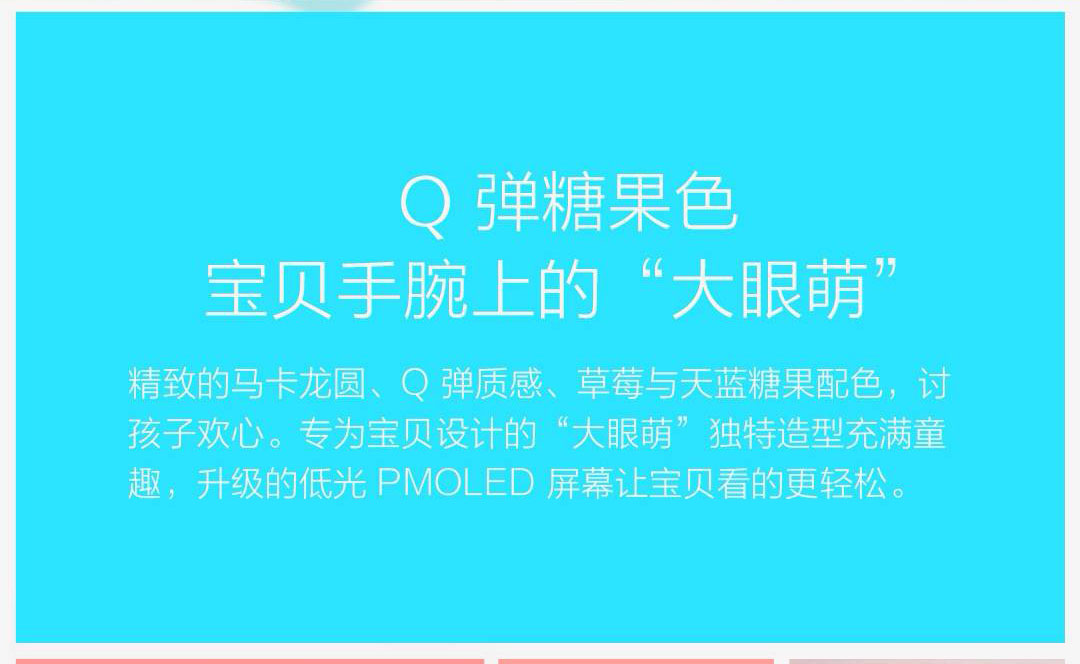 Q 弹糖果色
宝贝手腕上的“大眼萌”
精致的马卡龙圆、Q 弹质感、草莓与天蓝糖果配色，讨
孩子欢心。专为宝贝设计的“大眼萌”独特造型充满童
趣，升级的低光 PMOLED 屏幕让宝贝看的更轻松。